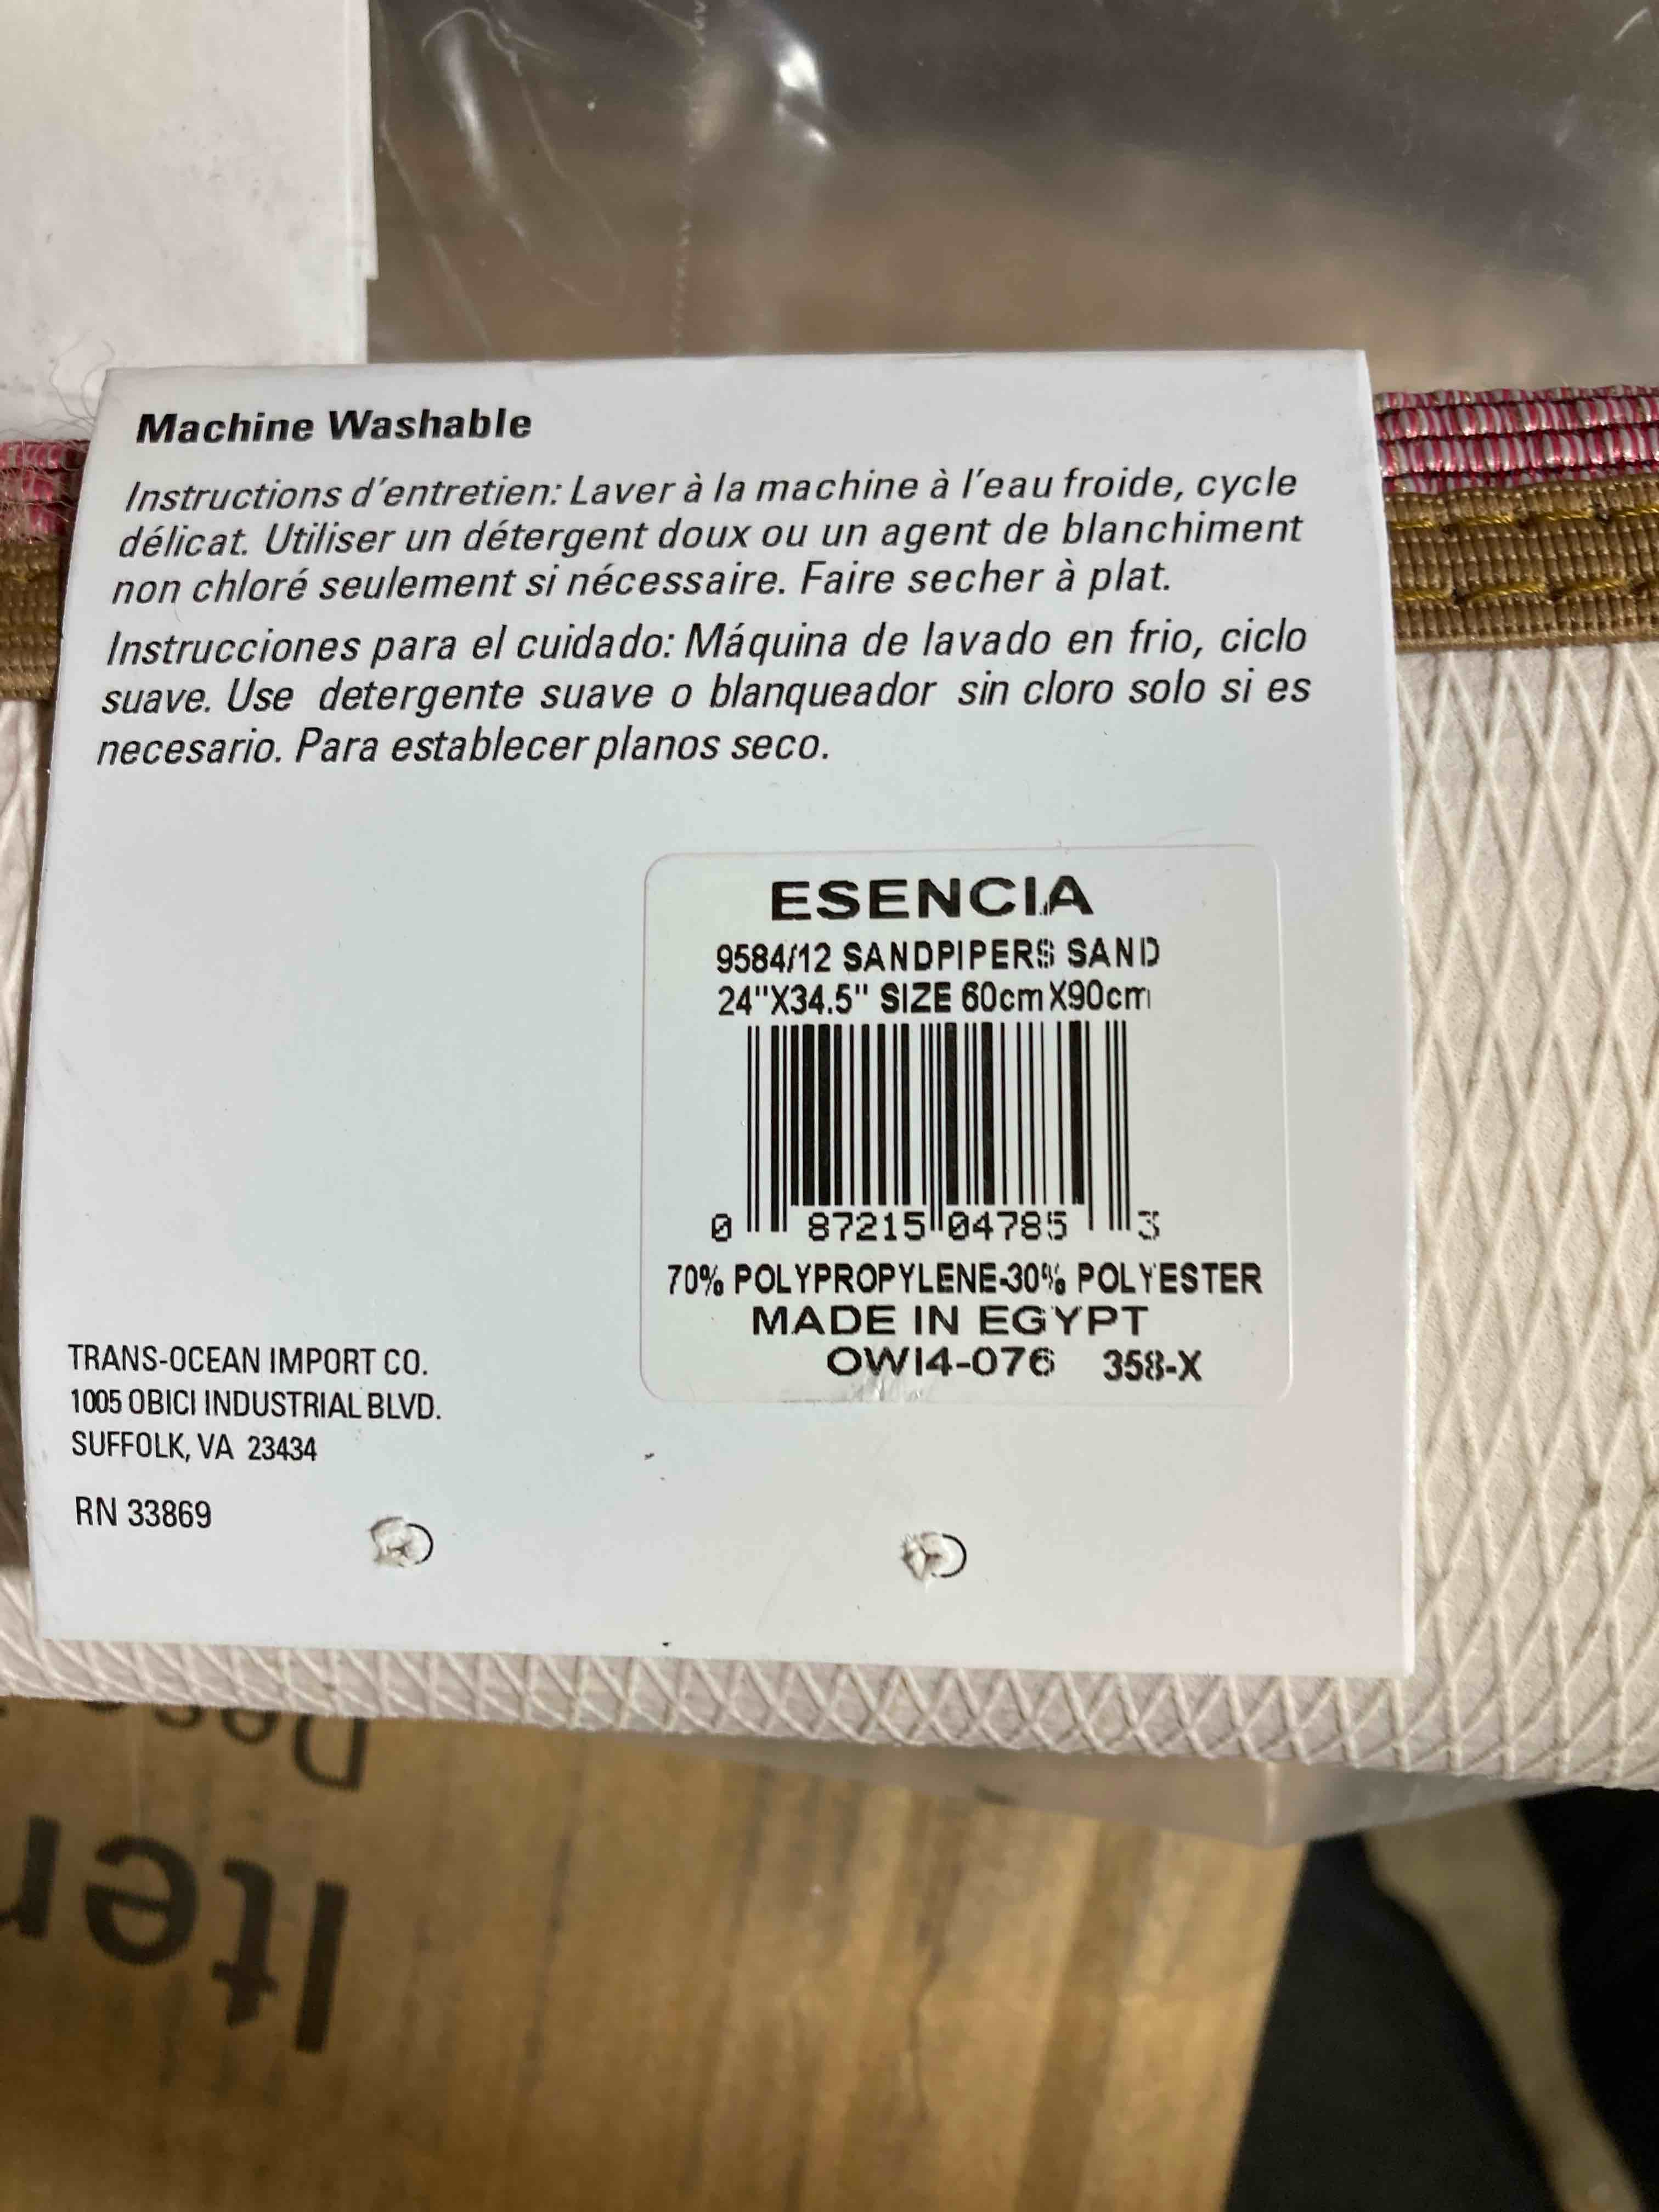 Machine Washable
Instructions d'entretien: Laver à la machine à l'eau froide, cycle
délicat. Utiliser un détergent doux ou un agent de blanchiment
non chloré seulement si nécessaire. Faire secher à plat.
Instrucciones para el cuidado: Máquina de lavado en frio, ciclo
suave. Use detergente suave o blanqueador sin cloro solo si es
necesario. Para establecer planos seco.
ESENCIA
9584/12 SANDPIPERS SAND
24"X34.5" SIZE 60cmX90cm
0 87215 04785 3
70% POLYPROPYLENE-30% POLYESTER
MADE IN EGYPT
OWI4-076 358-X
TRANS-OCEAN IMPORT CO.
1005 OBICI INDUSTRIAL BLVD.
SUFFOLK, VA 23434
RN 33869